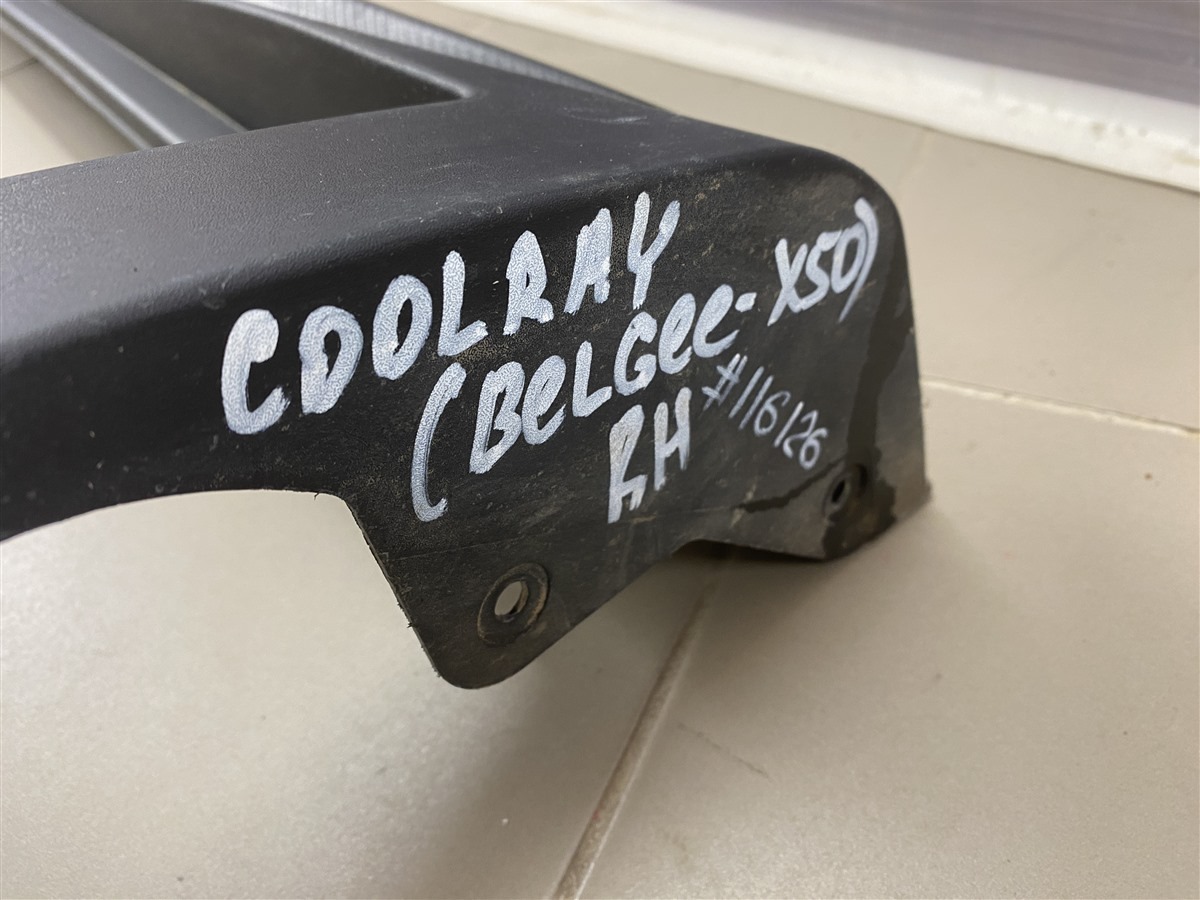 COOLRAY
(BeLGee-X50)
RH #116126